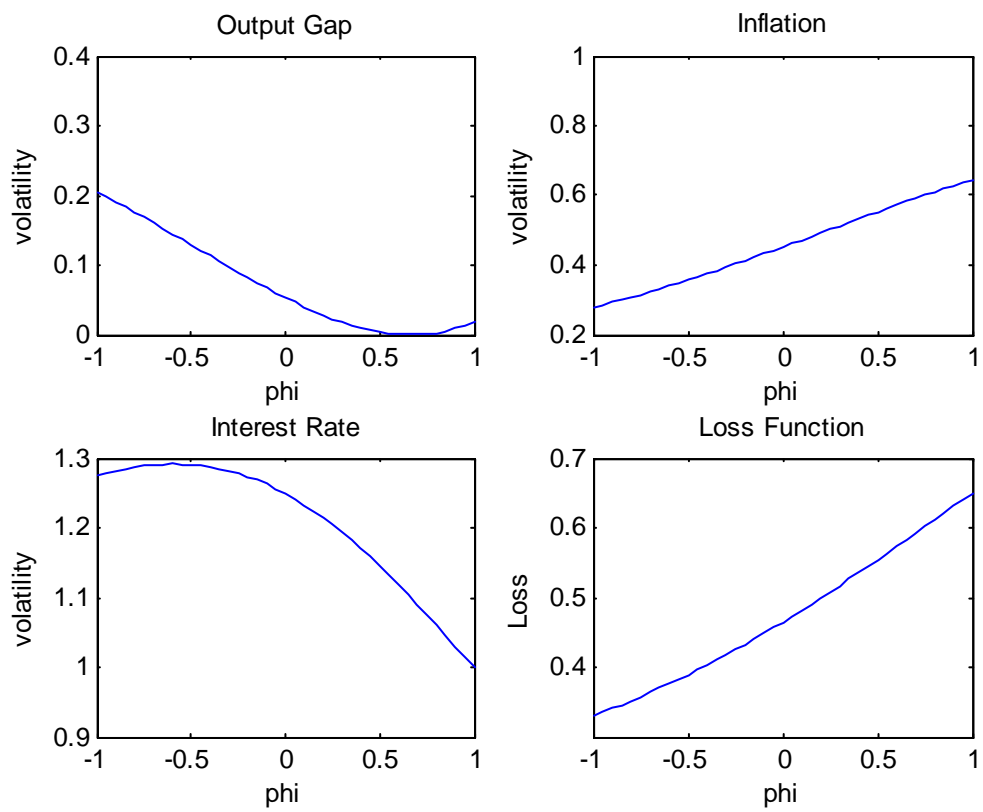 Output Gap
0.4
0.3
0.2
0.1
0
volatility
-1 -0.5 0 0.5 1
phi
Inflation
1
0.8
0.6
0.4
0.2
volatility
-1 -0.5 0 0.5 1
phi
Interest Rate
1.3
1.2
1.1
1
0.9
volatility
-1 -0.5 0 0.5 1
phi
Loss Function
0.7
0.6
0.5
0.4
Loss
-1 -0.5 0 0.5 1
phi